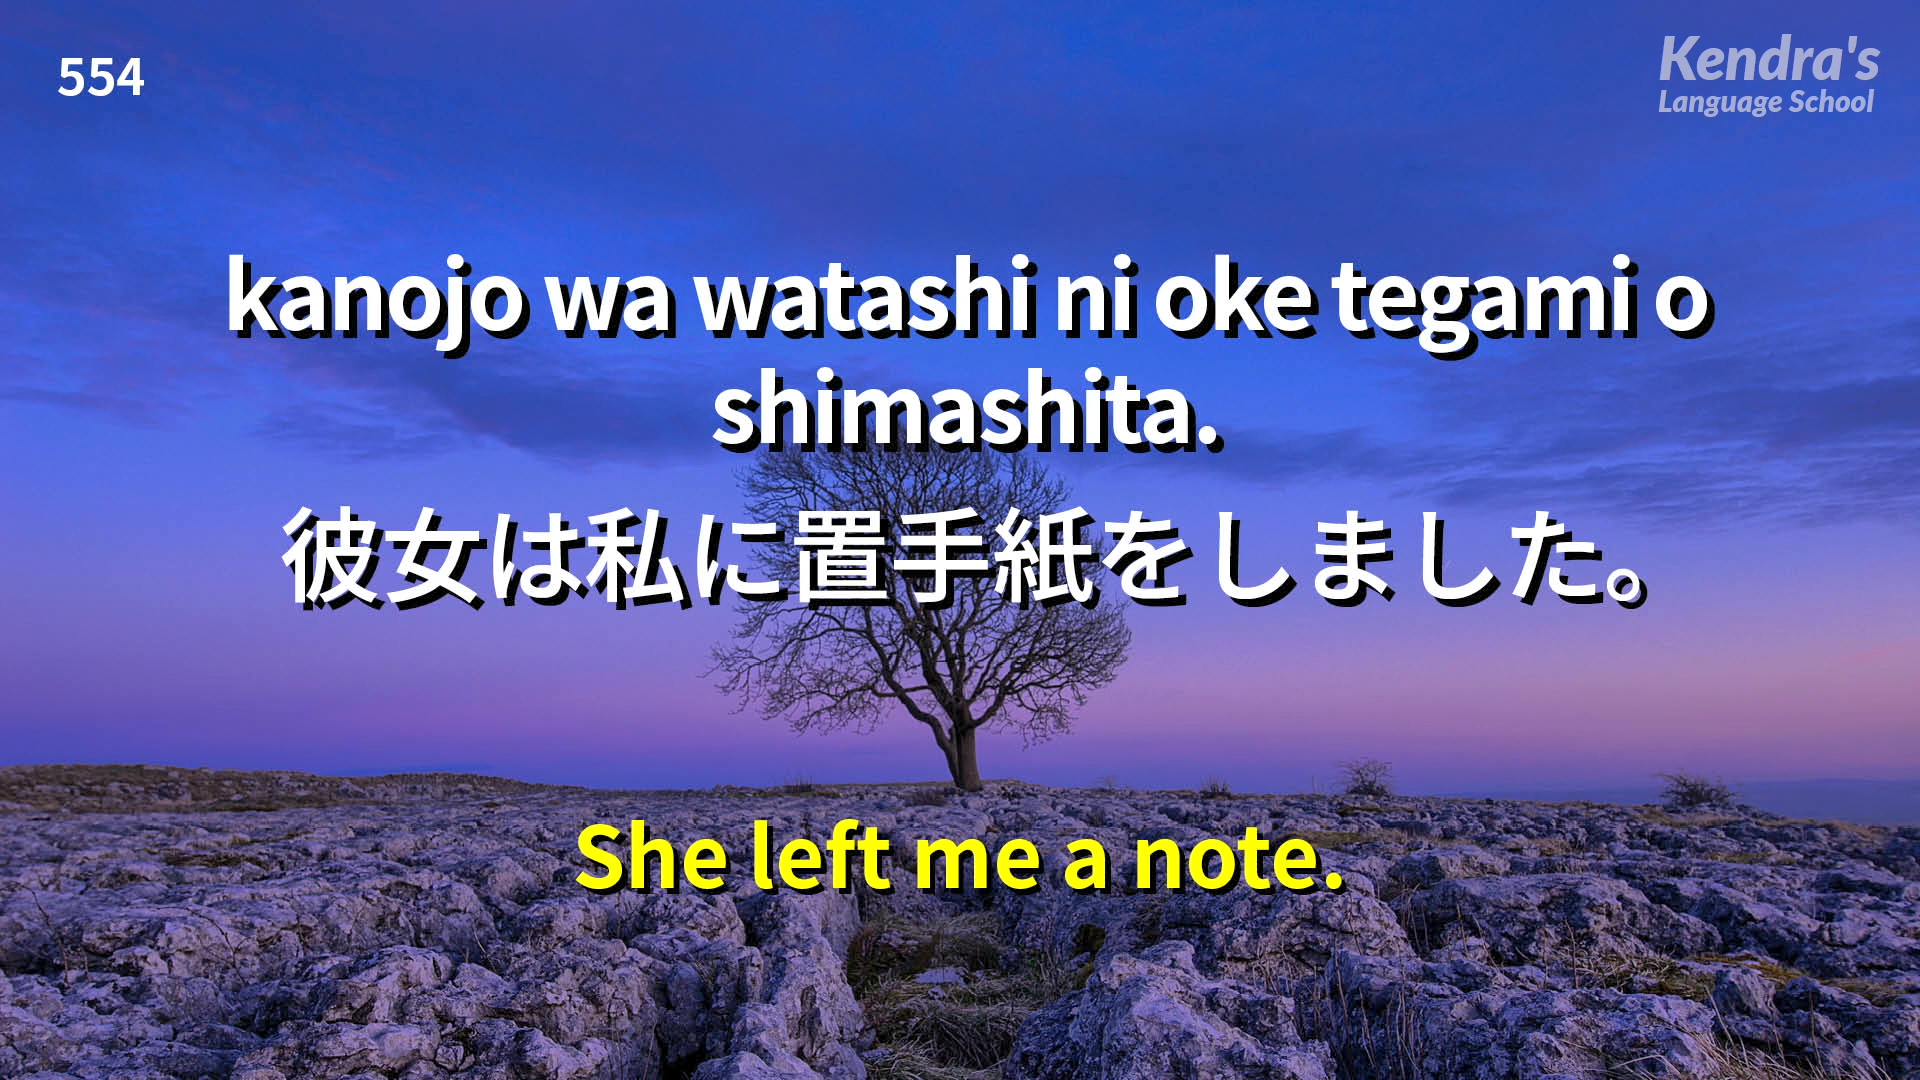 554
Kendra's
Language School
kanojo wa watashi ni oke tegami o
shimashita.
彼女は私に置手紙をしました。
She left me a note.